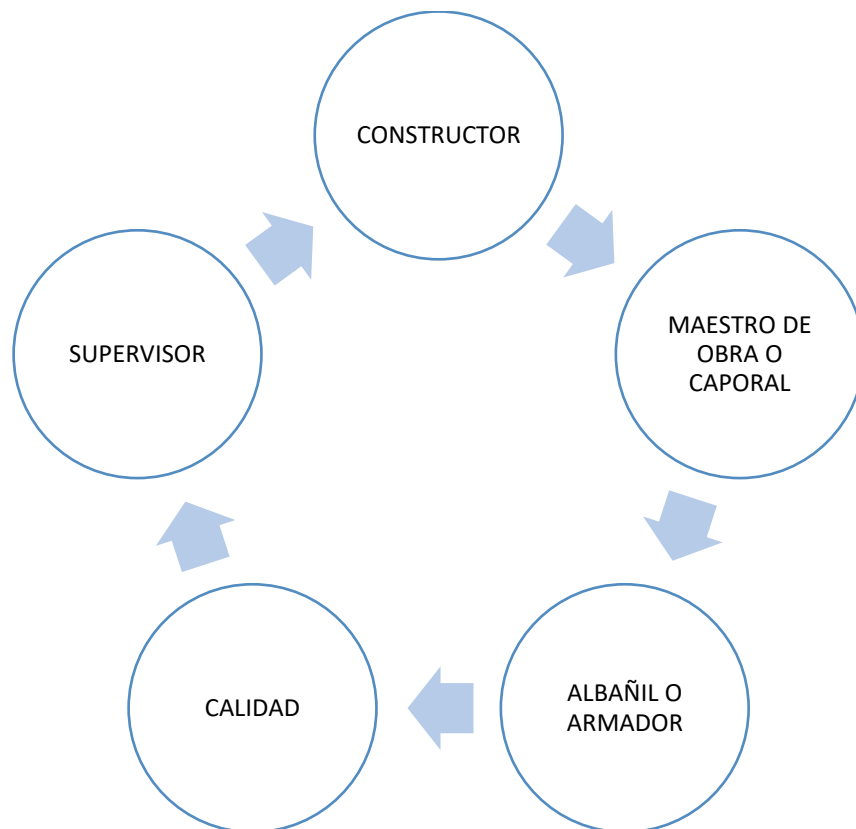 CONSTRUCTOR
MAESTRO DE
OBRA O
CAPORAL
ALBAÑIL O
ARMADOR
CALIDAD
SUPERVISOR